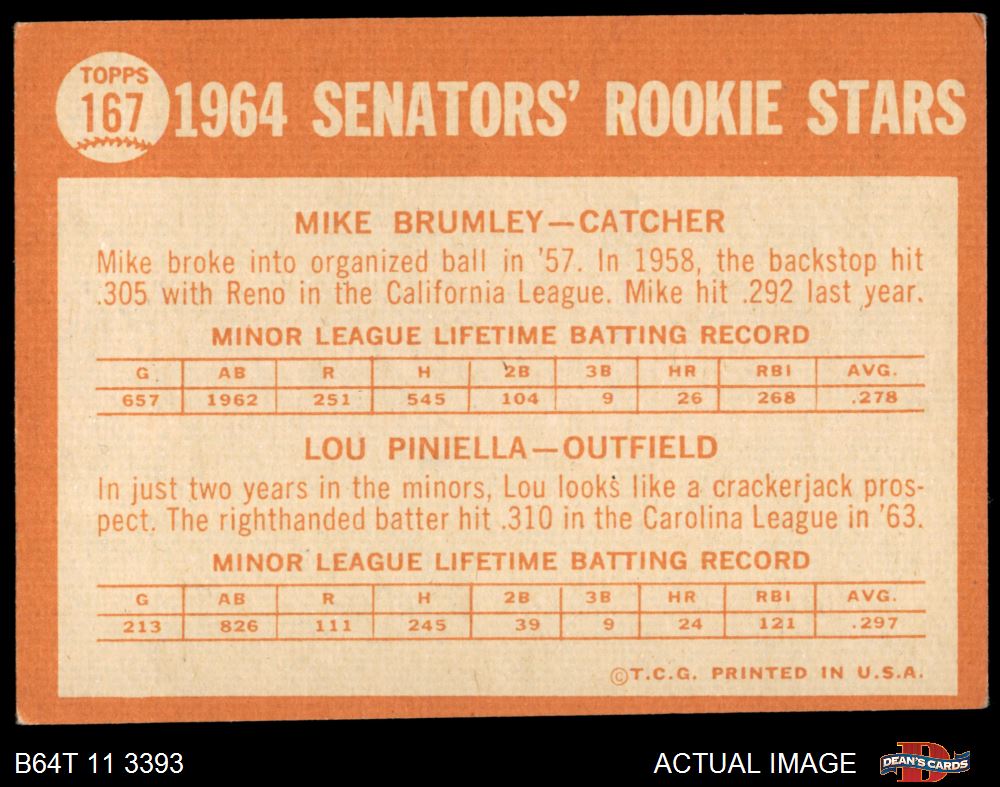 TOPPS
167
1964 SENATORS' ROOKIE STARS
MIKE BRUMLEY—CATCHER
Mike broke into organized ball in '57. In 1958, the backstop hit
.305 with Reno in the California League. Mike hit .292 last year.
MINOR LEAGUE LIFETIME BATTING RECORD
G AB R H 2B 3B HR RBI AVG.
657 1962 251 545 104 9 26 268 .278
LOU PINIELLA—OUTFIELD
In just two years in the minors, Lou looks like a crackerjack pros-
pect. The righthanded batter hit .310 in the Carolina League in '63.
MINOR LEAGUE LIFETIME BATTING RECORD
G AB R H 2B 3B HR RBI AVG.
213 826 111 245 39 9 24 121 .297
©T.C.G. PRINTED IN U.S.A.
B64T 11 3393 ACTUAL IMAGE
D
DEAN'S CARDS